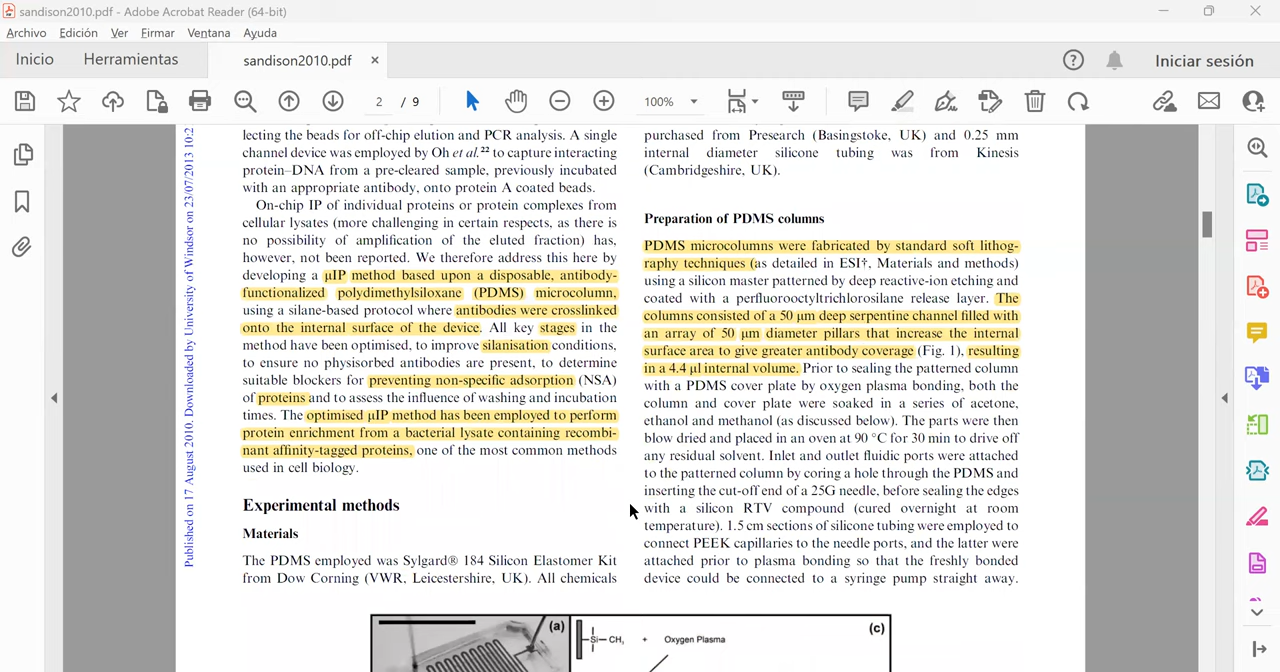 sandison2010.pdf - Adobe Acrobat Reader (64-bit)
Archivo Edición Ver Firmar Ventana Ayuda
Inicio Herramientas sandison2010.pdf × Iniciar sesión
2 / 9 100%
Published on 17 August 2010. Downloaded by University of Windsor on 23/07/2013 10:2
lecting the beads for off-chip elution and PCR analysis. A single
channel device was employed by Oh et al.²² to capture interacting
protein–DNA from a pre-cleared sample, previously incubated
with an appropriate antibody, onto protein A coated beads.
On-chip IP of individual proteins or protein complexes from
cellular lysates (more challenging in certain respects, as there is
no possibility of amplification of the eluted fraction) has,
however, not been reported. We therefore address this here by
developing a µIP method based upon a disposable, antibody-
functionalized polydimethylsiloxane (PDMS) microcolumn,
using a silane-based protocol where antibodies were crosslinked
onto the internal surface of the device. All key stages in the
method have been optimised, to improve silanisation conditions,
to ensure no physisorbed antibodies are present, to determine
suitable blockers for preventing non-specific adsorption (NSA)
of proteins and to assess the influence of washing and incubation
times. The optimised µIP method has been employed to perform
protein enrichment from a bacterial lysate containing recombi-
nant affinity-tagged proteins, one of the most common methods
used in cell biology.
Experimental methods
Materials
The PDMS employed was Sylgard® 184 Silicon Elastomer Kit
from Dow Corning (VWR, Leicestershire, UK). All chemicals
purchased from Presearch (Basingstoke, UK) and 0.25 mm
internal diameter silicone tubing was from Kinesis
(Cambridgeshire, UK).
Preparation of PDMS columns
PDMS microcolumns were fabricated by standard soft lithog-
raphy techniques (as detailed in ESI†, Materials and methods)
using a silicon master patterned by deep reactive-ion etching and
coated with a perfluorooctyltrichlorosilane release layer. The
columns consisted of a 50 µm deep serpentine channel filled with
an array of 50 µm diameter pillars that increase the internal
surface area to give greater antibody coverage (Fig. 1), resulting
in a 4.4 µl internal volume. Prior to sealing the patterned column
with a PDMS cover plate by oxygen plasma bonding, both the
column and cover plate were soaked in a series of acetone,
ethanol and methanol (as discussed below). The parts were then
blow dried and placed in an oven at 90 °C for 30 min to drive off
any residual solvent. Inlet and outlet fluidic ports were attached
to the patterned column by coring a hole through the PDMS and
inserting the cut-off end of a 25G needle, before sealing the edges
with a silicon RTV compound (cured overnight at room
temperature). 1.5 cm sections of silicone tubing were employed to
connect PEEK capillaries to the needle ports, and the latter were
attached prior to plasma bonding so that the freshly bonded
device could be connected to a syringe pump straight away.
(a)
Si—CH₃ + Oxygen Plasma
(c)